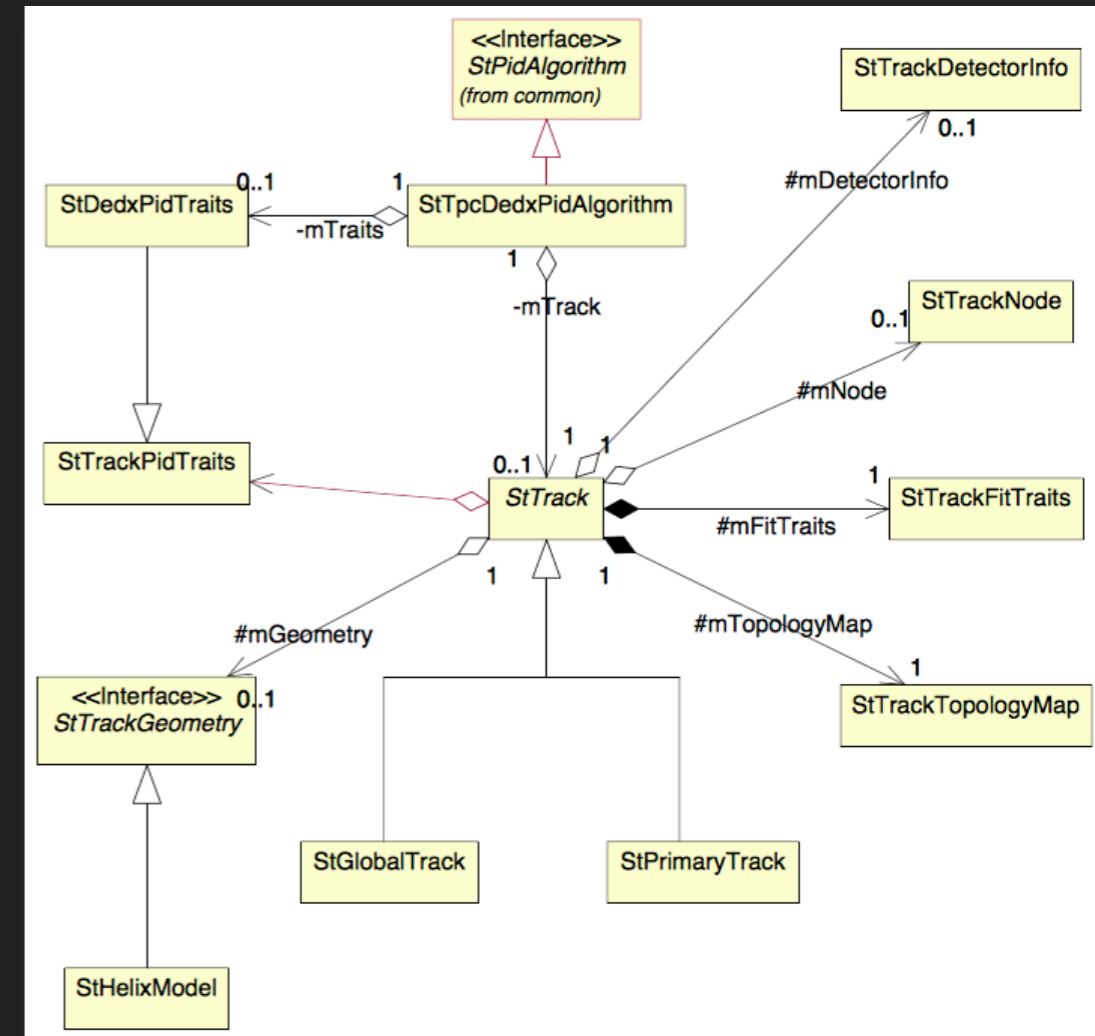 <<Interface>>
StPidAlgorithm
(from common)
StTrackDetectorInfo
0..1
#mDetectorInfo
0..1
1
StDedxPidTraits
StTpcDedxPidAlgorithm
-mTraits
1
-mTrack
StTrackNode
0..1
#mNode
1
1
0..1
StTrackPidTraits
StTrack
1
StTrackFitTraits
#mFitTraits
1
1
#mGeometry
#mTopologyMap
1
<<Interface>>
0..1
StTrackGeometry
StTrackTopologyMap
StGlobalTrack
StPrimaryTrack
StHelixModel